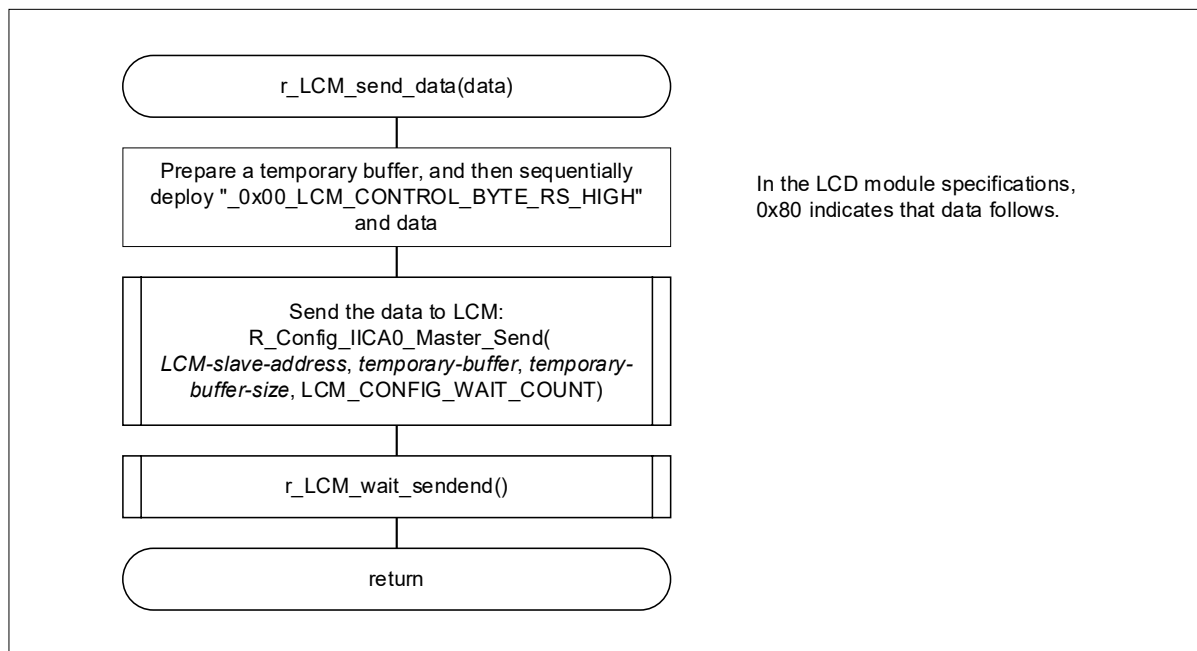 r_LCM_send_data(data)
Prepare a temporary buffer, and then sequentially
deploy "_0x00_LCM_CONTROL_BYTE_RS_HIGH"
and data
In the LCD module specifications,
0x80 indicates that data follows.
Send the data to LCM:
R_Config_IICA0_Master_Send(
LCM-slave-address, temporary-buffer, temporary-
buffer-size, LCM_CONFIG_WAIT_COUNT)
r_LCM_wait_sendend()
return